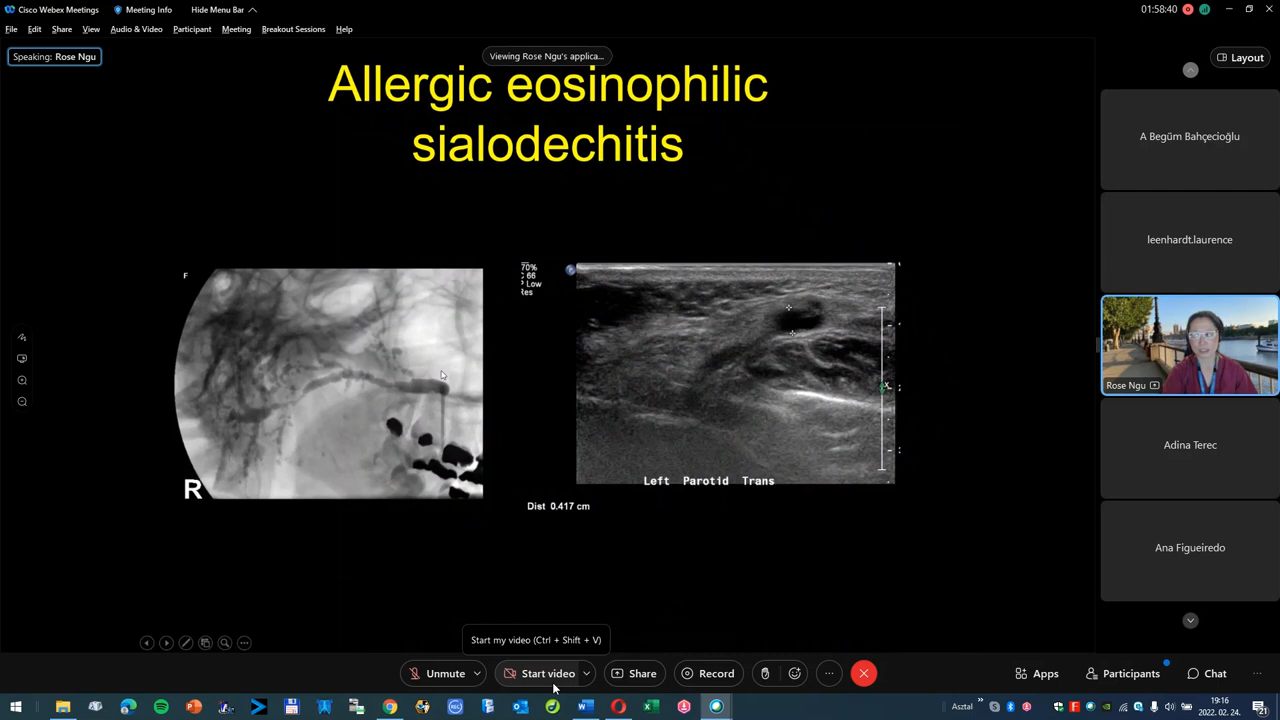 Cisco Webex Meetings
Meeting Info
Hide Menu Bar
01:58:40
File Edit Share View Audio & Video Participant Meeting Breakout Sessions Help
Speaking: Rose Ngu
Viewing Rose Ngu's applica...
Layout
Allergic eosinophilic
sialodechitis
A Begüm Bahçecioğlu
leenhardt.laurence
Rose Ngu
Adina Terec
Ana Figueiredo
F
R
70%
C 66
P Low
Res
X
Left Parotid Trans
Dist 0.417 cm
Start my video (Ctrl + Shift + V)
Unmute
Start video
Share
Record
Apps
Participants
Chat
Asztal
19:16
2022. 02. 24.